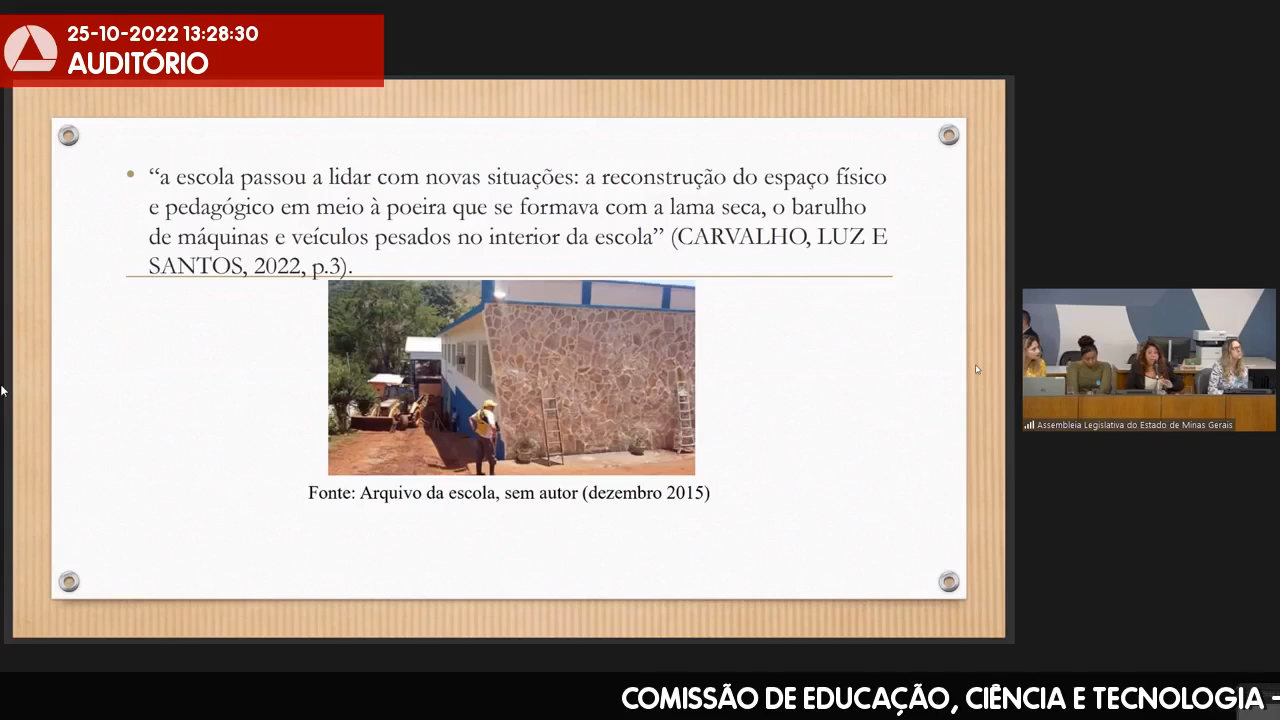 25-10-2022 13:28:30
AUDITÓRIO
• “a escola passou a lidar com novas situações: a reconstrução do espaço físico
e pedagógico em meio à poeira que se formava com a lama seca, o barulho
de máquinas e veículos pesados no interior da escola” (CARVALHO, LUZ E
SANTOS, 2022, p.3).
Fonte: Arquivo da escola, sem autor (dezembro 2015)
Assembleia Legislativa do Estado de Minas Gerais
COMISSÃO DE EDUCAÇÃO, CIÊNCIA E TECNOLOGIA -